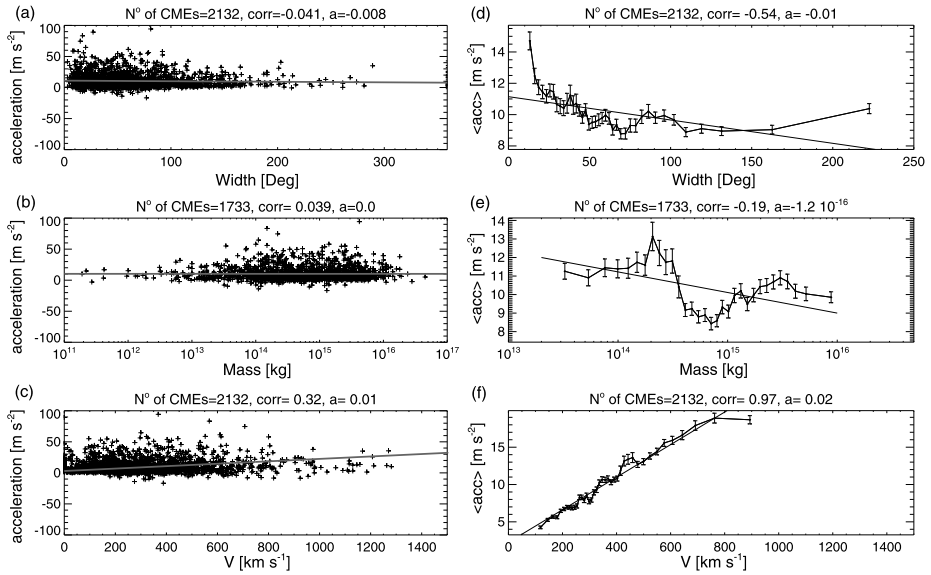 (a) Nº of CMEs=2132, corr=-0.041, a=-0.008
acceleration [m s⁻²]
100
50
0
-50
-100
0 100 200 300
Width [Deg]
(d) Nº of CMEs=2132, corr= -0.54, a= -0.01
<acc> [m s⁻²]
14
12
10
8
0 50 100 150 200 250
Width [Deg]
(b) Nº of CMEs=1733, corr= 0.039, a=0.0
acceleration [m s⁻²]
100
50
0
-50
-100
10¹¹ 10¹² 10¹³ 10¹⁴ 10¹⁵ 10¹⁶ 10¹⁷
Mass [kg]
(e) Nº of CMEs=1733, corr= -0.19, a=-1.2 10⁻¹⁶
<acc> [m s⁻²]
14
13
12
11
10
9
8
10¹³ 10¹⁴ 10¹⁵ 10¹⁶
Mass [kg]
(c) Nº of CMEs=2132, corr= 0.32, a= 0.01
acceleration [m s⁻²]
100
50
0
-50
-100
0 200 400 600 800 1000 1200 1400
V [km s⁻¹]
(f) Nº of CMEs=2132, corr= 0.97, a= 0.02
<acc> [m s⁻²]
15
10
5
0 200 400 600 800 1000 1200 1400
V [km s⁻¹]